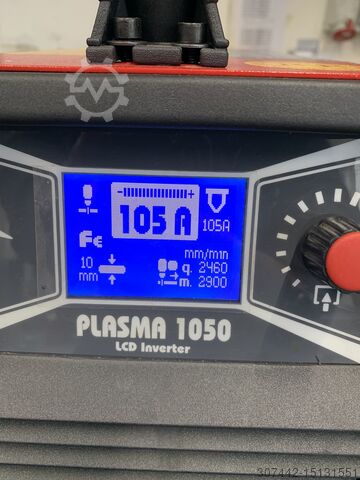 - +
105 A
105A
Fe
10
mm
mm/min
q. 2460
m. 2900
PLASMA 1050
LCD Inverter
307442-15131551